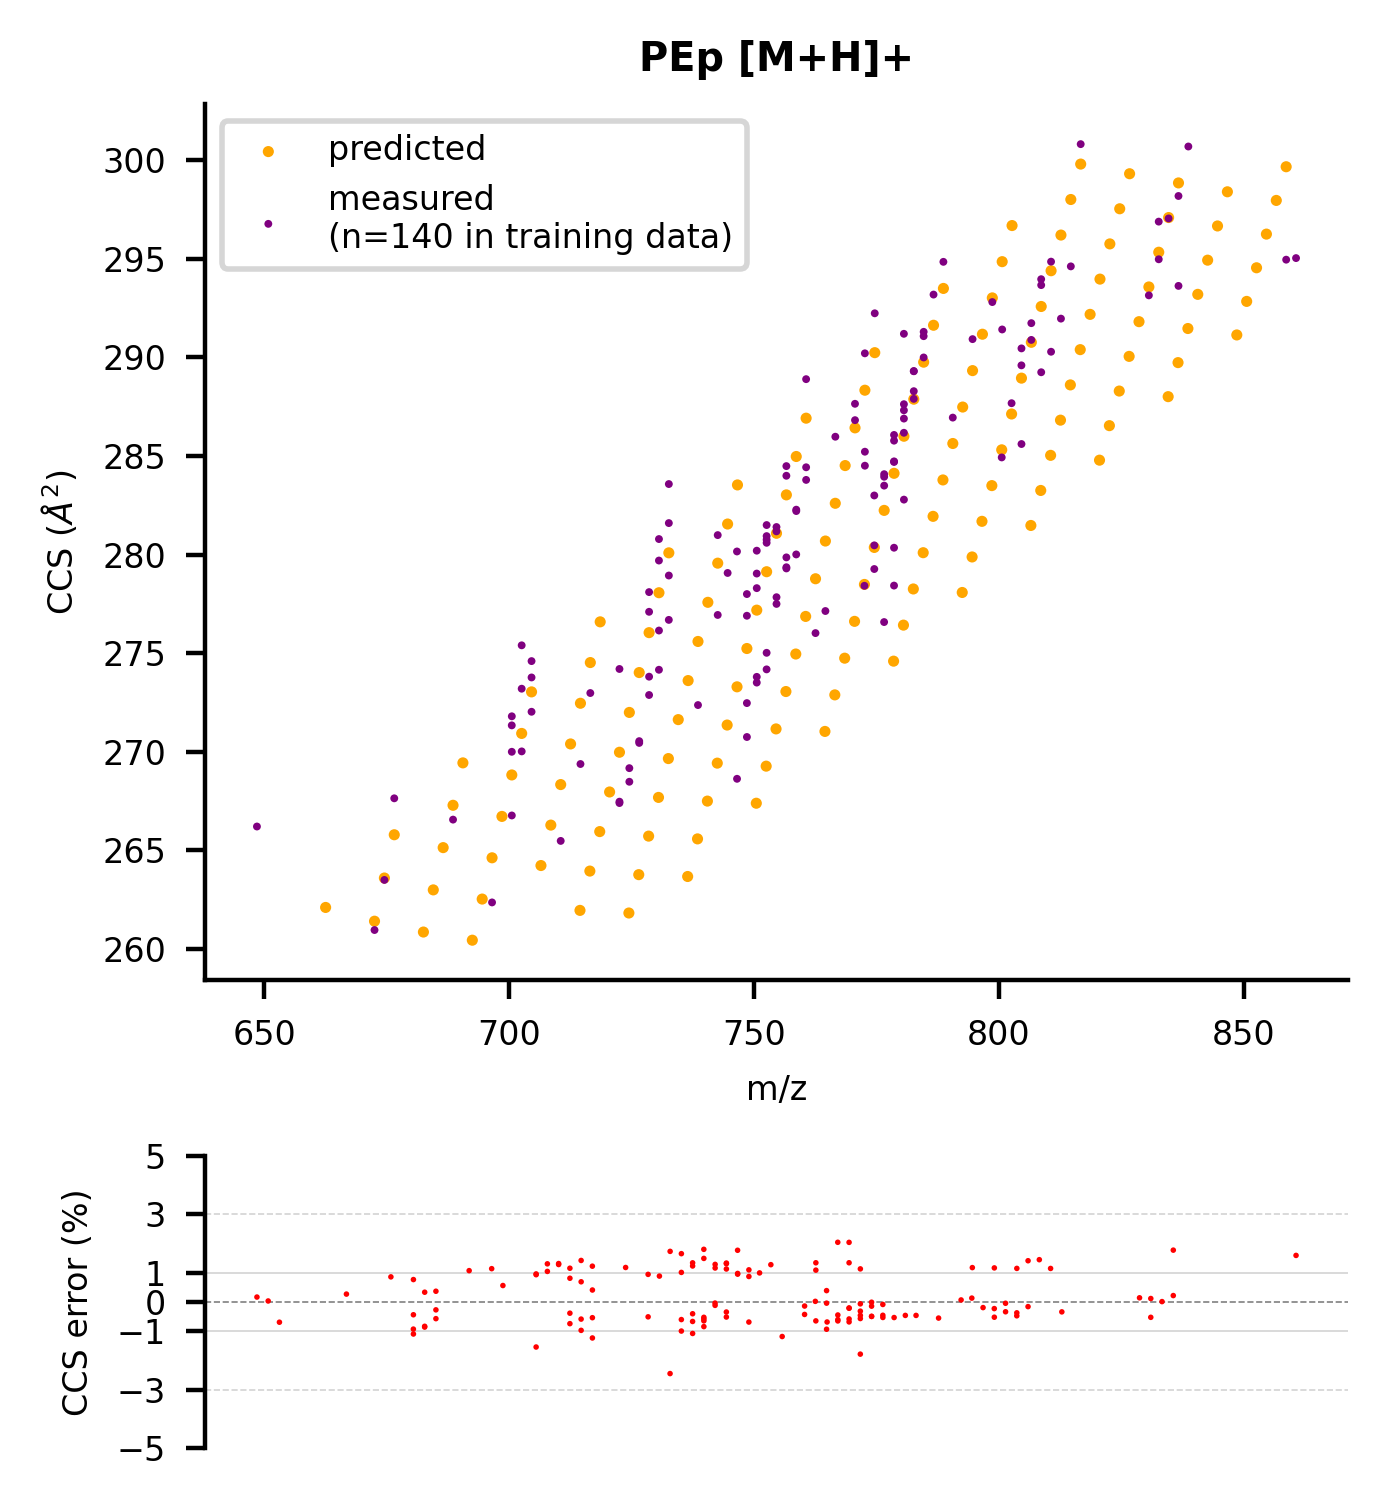 PEp [M+H]+
predicted
measured
(n=140 in training data)
300
295
290
285
280
275
270
265
260
CCS (Å²)
650 700 750 800 850
m/z
5
3
1
0
−1
−3
−5
CCS error (%)